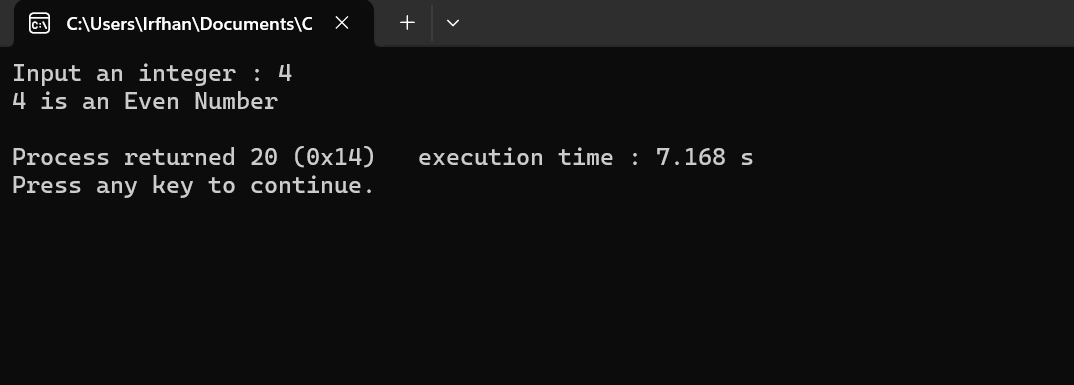 C:\Users\Irfhan\Documents\C
Input an integer : 4
4 is an Even Number
Process returned 20 (0x14)   execution time : 7.168 s
Press any key to continue.